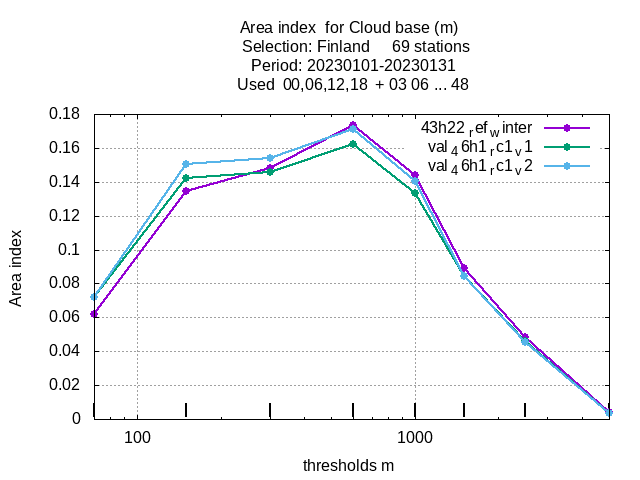 Area index  for Cloud base (m)
Selection: Finland     69 stations
Period: 20230101-20230131
Used  00,06,12,18  + 03 06 ... 48
43h22 ref winter
val 46h1 rc1 v1
val 46h1 rc1 v2
0.18
0.16
0.14
0.12
0.1
0.08
0.06
0.04
0.02
0
Area index
100 1000
thresholds m